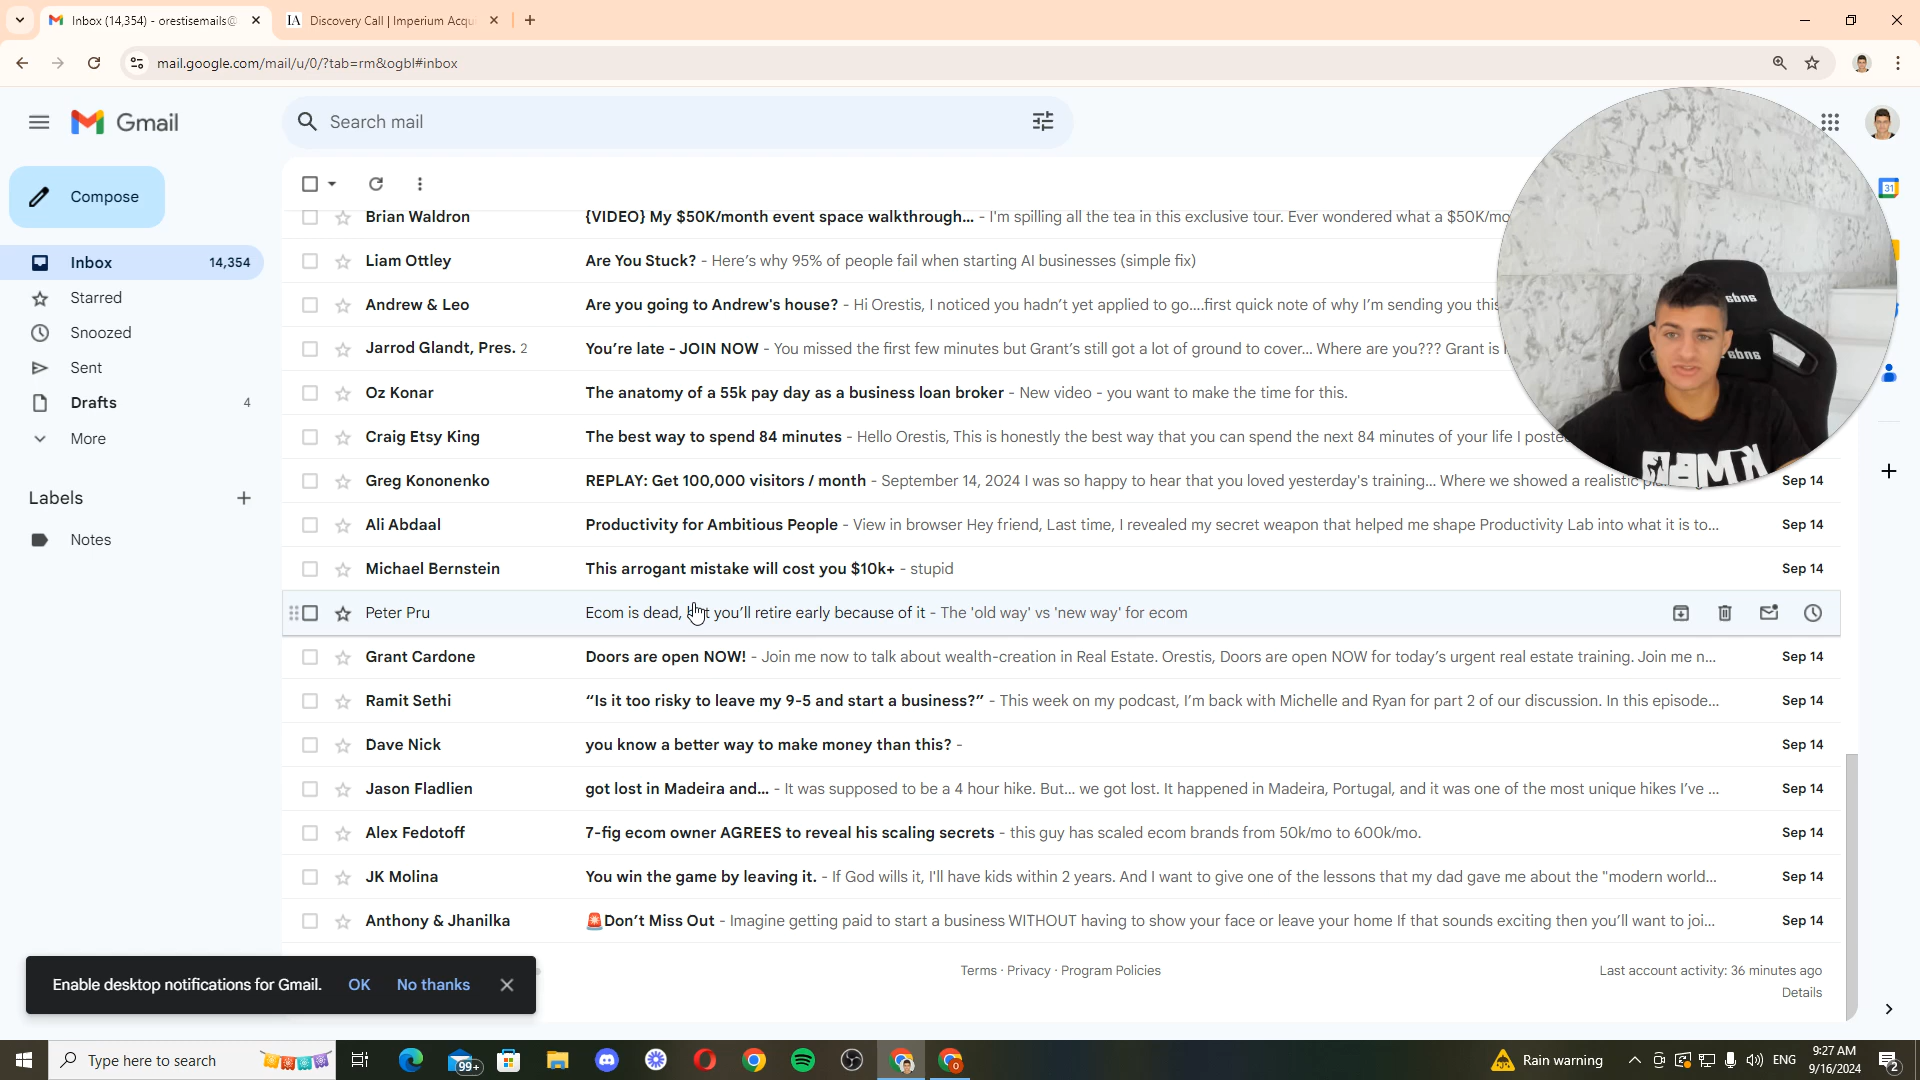 Inbox (14,354) - orestisemails@
Discovery Call | Imperium Acqu
mail.google.com/mail/u/0/?tab=rm&ogbl#inbox
Gmail
Search mail
Compose
Inbox 14,354
Starred
Snoozed
Sent
Drafts 4
More
Labels
Notes
Brian Waldron {VIDEO} My $50K/month event space walkthrough... - I'm spilling all the tea in this exclusive tour. Ever wondered what a $50K/mo
Liam Ottley Are You Stuck? - Here's why 95% of people fail when starting AI businesses (simple fix)
Andrew & Leo Are you going to Andrew's house? - Hi Orestis, I noticed you hadn't yet applied to go....first quick note of why I'm sending you this
Jarrod Glandt, Pres. 2 You're late - JOIN NOW - You missed the first few minutes but Grant's still got a lot of ground to cover... Where are you??? Grant is
Oz Konar The anatomy of a 55k pay day as a business loan broker - New video - you want to make the time for this.
Craig Etsy King The best way to spend 84 minutes - Hello Orestis, This is honestly the best way that you can spend the next 84 minutes of your life I poste
Greg Kononenko REPLAY: Get 100,000 visitors / month - September 14, 2024 I was so happy to hear that you loved yesterday's training... Where we showed a realistic Sep 14
Ali Abdaal Productivity for Ambitious People - View in browser Hey friend, Last time, I revealed my secret weapon that helped me shape Productivity Lab into what it is to... Sep 14
Michael Bernstein This arrogant mistake will cost you $10k+ - stupid Sep 14
Peter Pru Ecom is dead, but you'll retire early because of it - The 'old way' vs 'new way' for ecom
Grant Cardone Doors are open NOW! - Join me now to talk about wealth-creation in Real Estate. Orestis, Doors are open NOW for today's urgent real estate training. Join me n... Sep 14
Ramit Sethi "Is it too risky to leave my 9-5 and start a business?" - This week on my podcast, I'm back with Michelle and Ryan for part 2 of our discussion. In this episode... Sep 14
Dave Nick you know a better way to make money than this? - Sep 14
Jason Fladlien got lost in Madeira and... - It was supposed to be a 4 hour hike. But... we got lost. It happened in Madeira, Portugal, and it was one of the most unique hikes I've ... Sep 14
Alex Fedotoff 7-fig ecom owner AGREES to reveal his scaling secrets - this guy has scaled ecom brands from 50k/mo to 600k/mo. Sep 14
JK Molina You win the game by leaving it. - If God wills it, I'll have kids within 2 years. And I want to give one of the lessons that my dad gave me about the "modern world... Sep 14
Anthony & Jhanilka 🚨Don't Miss Out - Imagine getting paid to start a business WITHOUT having to show your face or leave your home If that sounds exciting then you'll want to joi... Sep 14
Terms · Privacy · Program Policies
Last account activity: 36 minutes ago
Details
Enable desktop notifications for Gmail. OK No thanks
Type here to search
99+
Rain warning
ENG
9:27 AM
9/16/2024
2
31